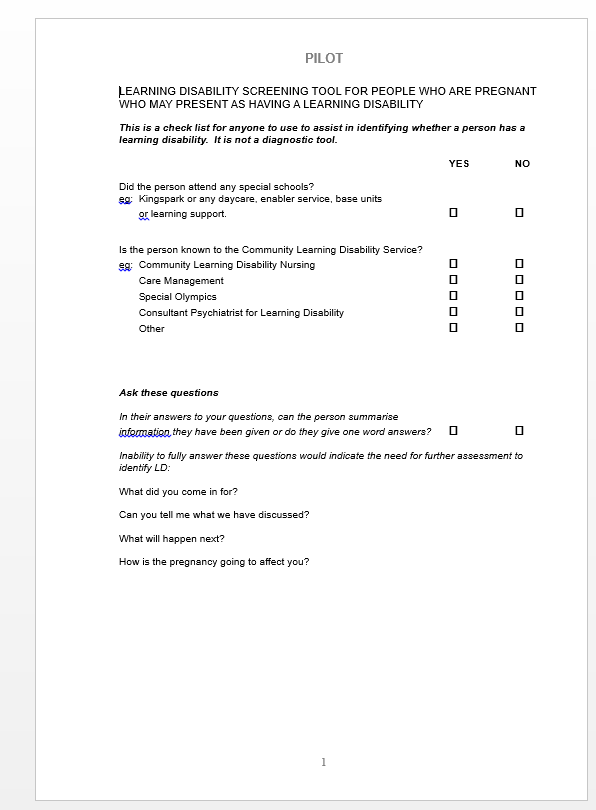 PILOT
LEARNING DISABILITY SCREENING TOOL FOR PEOPLE WHO ARE PREGNANT
WHO MAY PRESENT AS HAVING A LEARNING DISABILITY
This is a check list for anyone to use to assist in identifying whether a person has a
learning disability. It is not a diagnostic tool.
YES NO
Did the person attend any special schools?
eg: Kingspark or any daycare, enabler service, base units
or learning support.
Is the person known to the Community Learning Disability Service?
eg: Community Learning Disability Nursing
Care Management
Special Olympics
Consultant Psychiatrist for Learning Disability
Other
Ask these questions
In their answers to your questions, can the person summarise
information they have been given or do they give one word answers?
Inability to fully answer these questions would indicate the need for further assessment to
identify LD:
What did you come in for?
Can you tell me what we have discussed?
What will happen next?
How is the pregnancy going to affect you?
1